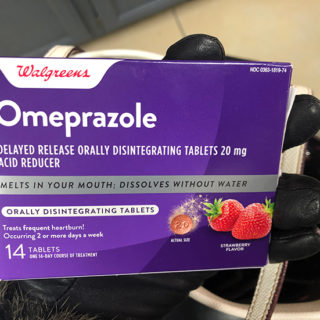 Walgreens
NDC 0363-1819-74
Omeprazole
DELAYED RELEASE ORALLY DISINTEGRATING TABLETS 20 mg
ACID REDUCER
MELTS IN YOUR MOUTH; DISSOLVES WITHOUT WATER
ORALLY DISINTEGRATING TABLETS
Treats frequent heartburn!
Occurring 2 or more days a week
14 TABLETS
ONE 14-DAY COURSE OF TREATMENT
20
ACTUAL SIZE
STRAWBERRY
FLAVOR